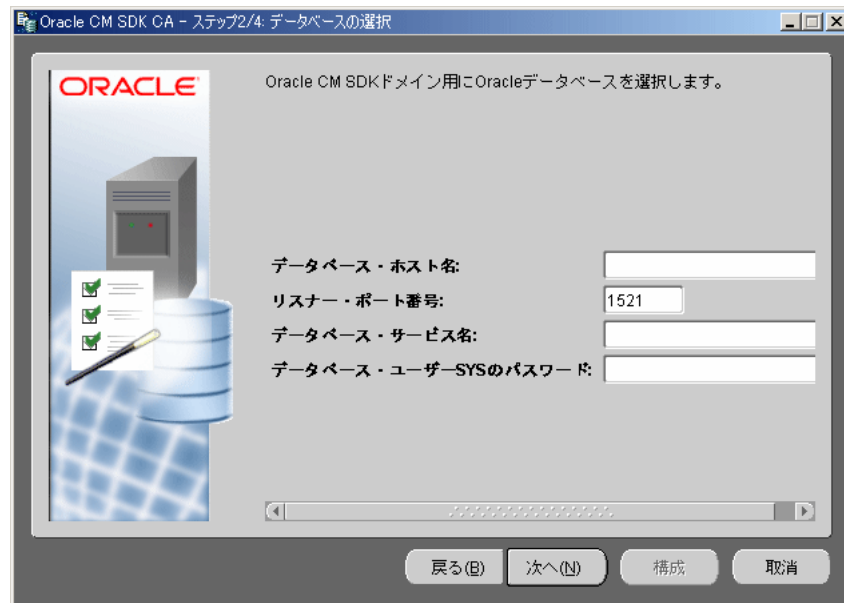 Oracle CM SDK CA - ステップ2/4: データベースの選択
ORACLE
Oracle CM SDKドメイン用にOracleデータベースを選択します。
データベース・ホスト名:
リスナー・ポート番号:
1521
データベース・サービス名:
データベース・ユーザーSYSのパスワード:
戻る(B)
次へ(N)
構成
取消